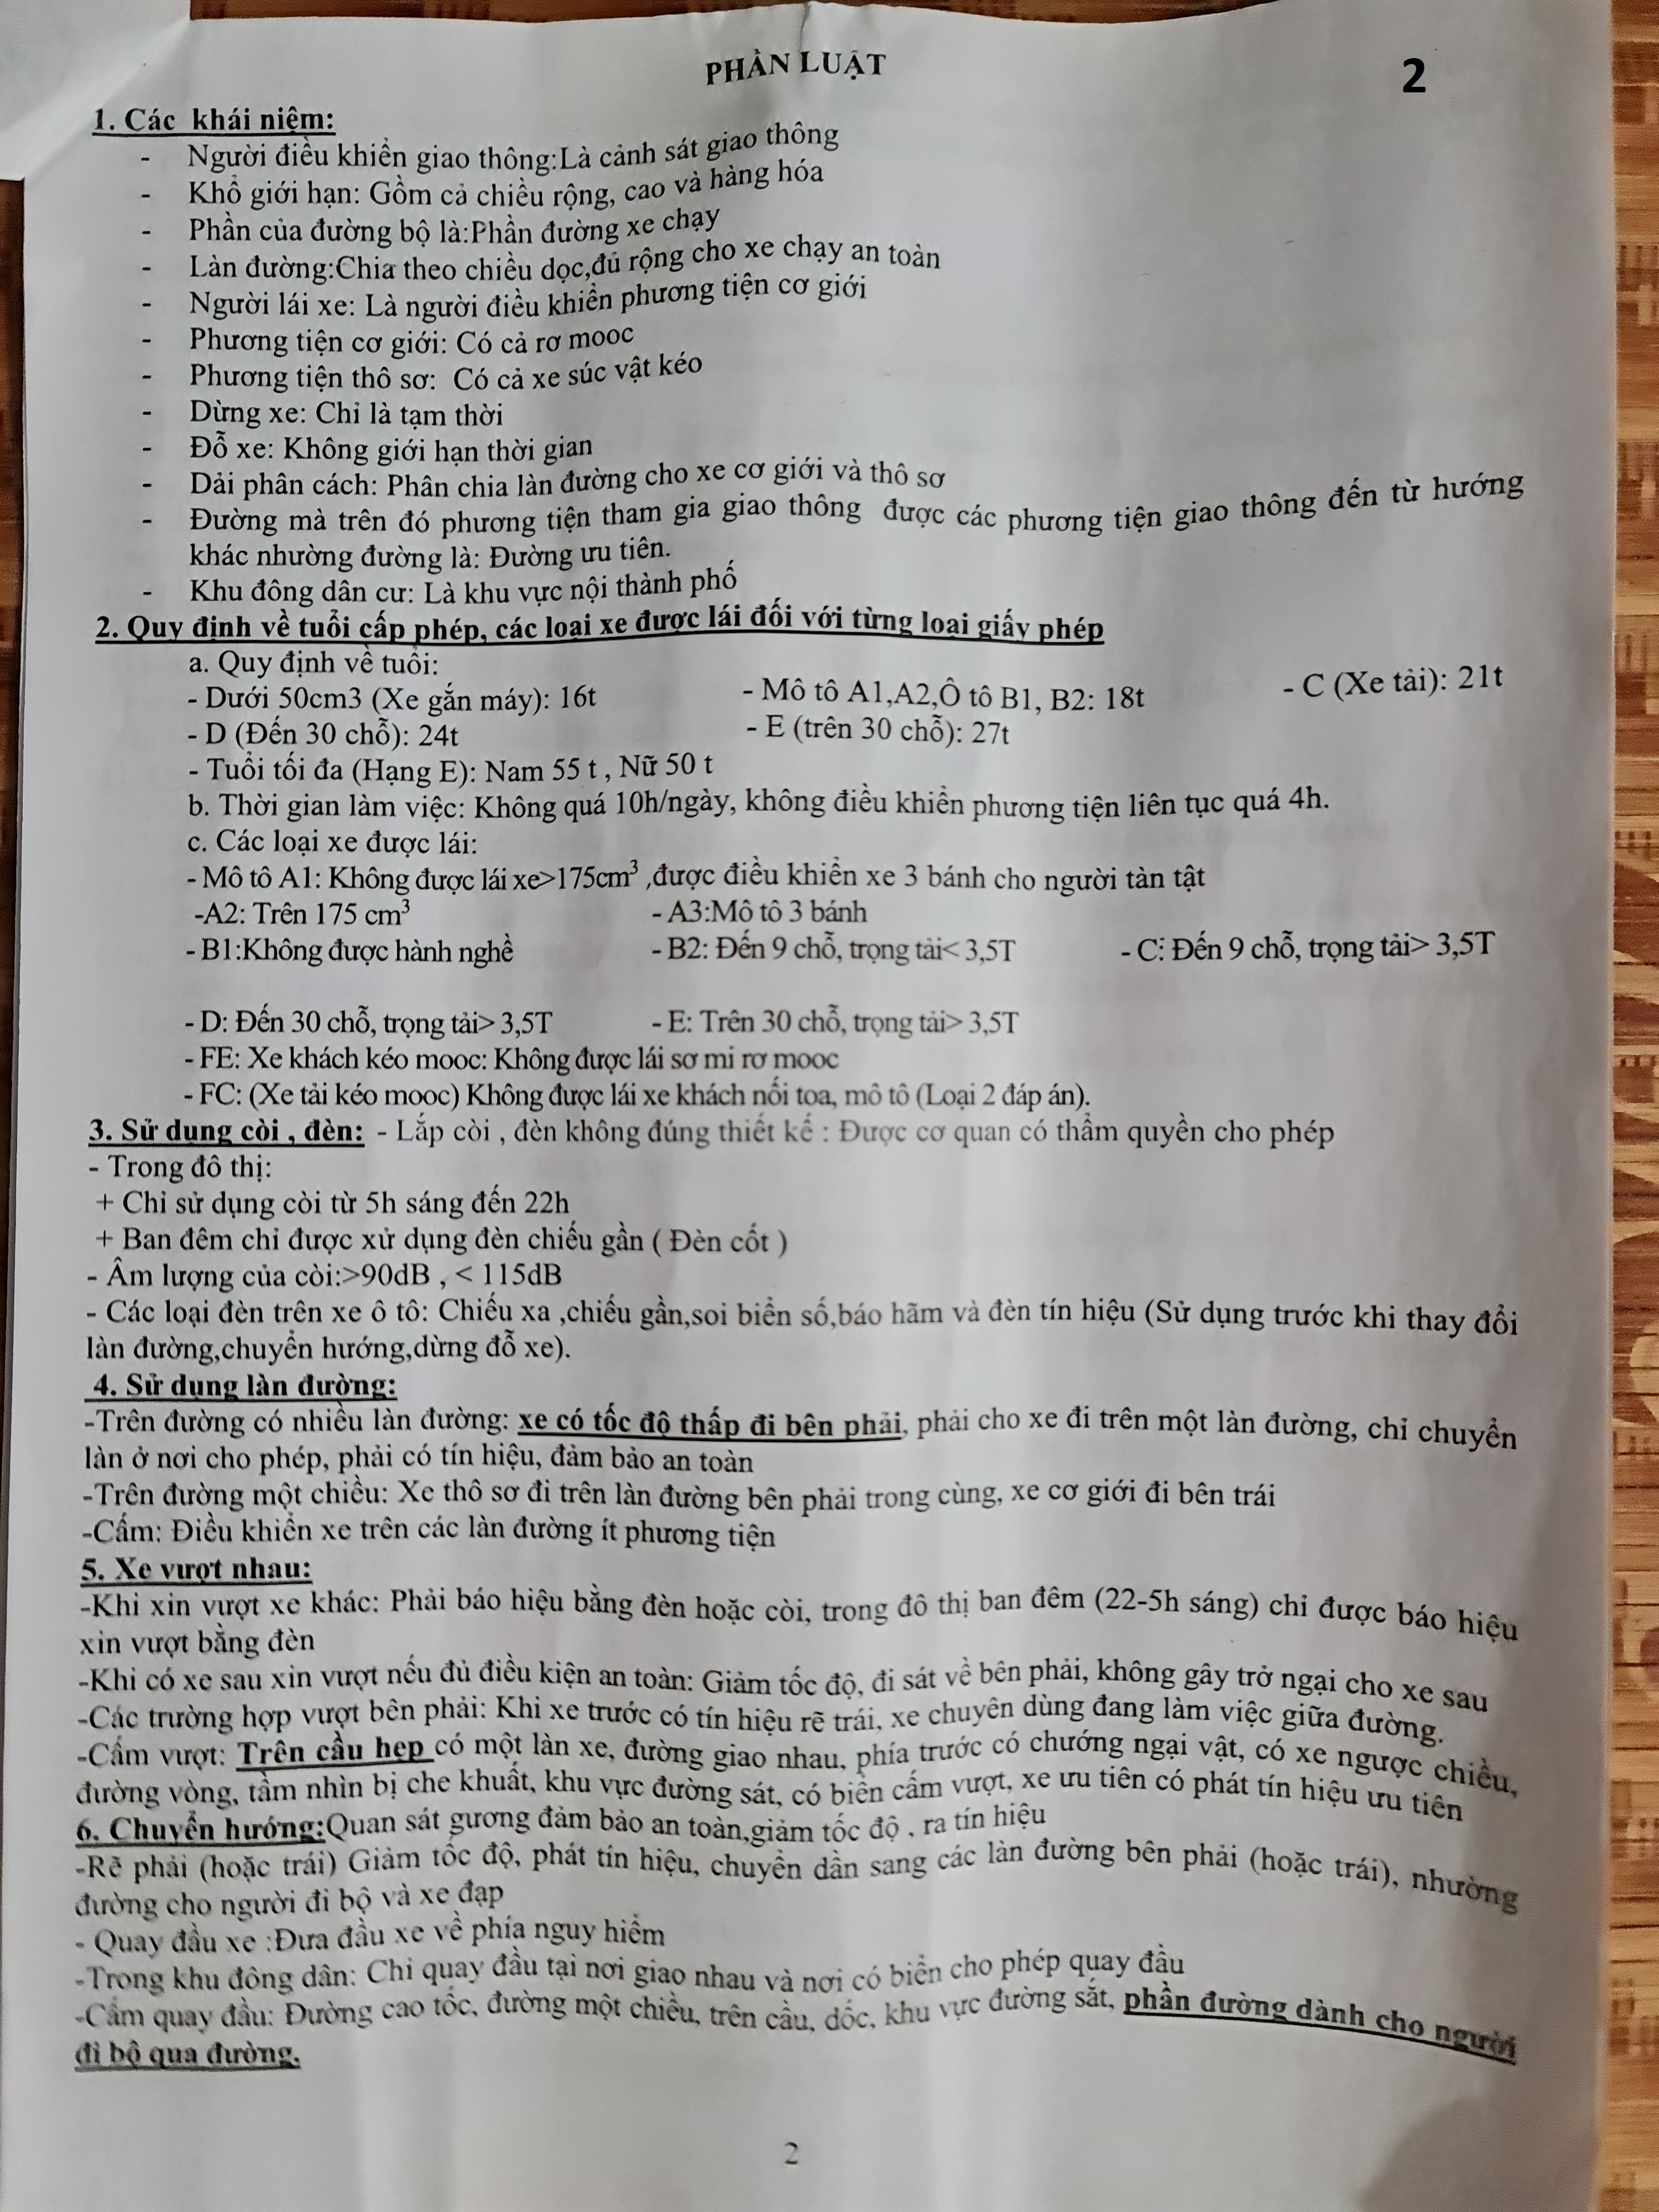 PHẦN LUẬT
2
1. Các khái niệm:
- Người điều khiển giao thông:Là cảnh sát giao thông
- Khổ giới hạn: Gồm cả chiều rộng, cao và hàng hóa
- Phần của đường bộ là:Phần đường xe chạy
- Làn đường:Chia theo chiều dọc,đủ rộng cho xe chạy an toàn
- Người lái xe: Là người điều khiển phương tiện cơ giới
- Phương tiện cơ giới: Có cả rơ mooc
- Phương tiện thô sơ: Có cả xe súc vật kéo
- Dừng xe: Chỉ là tạm thời
- Đỗ xe: Không giới hạn thời gian
- Dải phân cách: Phân chia làn đường cho xe cơ giới và thô sơ
- Đường mà trên đó phương tiện tham gia giao thông được các phương tiện giao thông đến từ hướng
khác nhường đường là: Đường ưu tiên.
- Khu đông dân cư: Là khu vực nội thành phố
2. Quy định về tuổi cấp phép, các loại xe được lái đối với từng loại giấy phép
a. Quy định về tuổi:
- Dưới 50cm3 (Xe gắn máy): 16t - Mô tô A1,A2,Ô tô B1, B2: 18t - C (Xe tải): 21t
- D (Đến 30 chỗ): 24t - E (trên 30 chỗ): 27t
- Tuổi tối đa (Hạng E): Nam 55 t , Nữ 50 t
b. Thời gian làm việc: Không quá 10h/ngày, không điều khiển phương tiện liên tục quá 4h.
c. Các loại xe được lái:
- Mô tô A1: Không được lái xe>175cm³ ,được điều khiển xe 3 bánh cho người tàn tật
-A2: Trên 175 cm³ - A3:Mô tô 3 bánh
- B1:Không được hành nghề - B2: Đến 9 chỗ, trọng tải< 3,5T - C: Đến 9 chỗ, trọng tải> 3,5T
- D: Đến 30 chỗ, trọng tải> 3,5T - E: Trên 30 chỗ, trọng tải> 3,5T
- FE: Xe khách kéo mooc: Không được lái sơ mi rơ mooc
- FC: (Xe tải kéo mooc) Không được lái xe khách nối toa, mô tô (Loại 2 đáp án).
3. Sử dụng còi , đèn: - Lắp còi , đèn không đúng thiết kế : Được cơ quan có thẩm quyền cho phép
- Trong đô thị:
+ Chỉ sử dụng còi từ 5h sáng đến 22h
+ Ban đêm chỉ được xử dụng đèn chiếu gần ( Đèn cốt )
- Âm lượng của còi:>90dB , < 115dB
- Các loại đèn trên xe ô tô: Chiếu xa ,chiếu gần,soi biển số,báo hãm và đèn tín hiệu (Sử dụng trước khi thay đổi
làn đường,chuyển hướng,dừng đỗ xe).
4. Sử dụng làn đường:
-Trên đường có nhiều làn đường: xe có tốc độ thấp đi bên phải, phải cho xe đi trên một làn đường, chỉ chuyển
làn ở nơi cho phép, phải có tín hiệu, đảm bảo an toàn
-Trên đường một chiều: Xe thô sơ đi trên làn đường bên phải trong cùng, xe cơ giới đi bên trái
-Cấm: Điều khiển xe trên các làn đường ít phương tiện
5. Xe vượt nhau:
-Khi xin vượt xe khác: Phải báo hiệu bằng đèn hoặc còi, trong đô thị ban đêm (22-5h sáng) chỉ được báo hiệu
xin vượt bằng đèn
-Khi có xe sau xin vượt nếu đủ điều kiện an toàn: Giảm tốc độ, đi sát về bên phải, không gây trở ngại cho xe sau
-Các trường hợp vượt bên phải: Khi xe trước có tín hiệu rẽ trái, xe chuyên dùng đang làm việc giữa đường.
-Cấm vượt: Trên cầu hẹp có một làn xe, đường giao nhau, phía trước có chướng ngại vật, có xe ngược chiều,
đường vòng, tầm nhìn bị che khuất, khu vực đường sắt, có biển cấm vượt, xe ưu tiên có phát tín hiệu ưu tiên
6. Chuyển hướng:Quan sát gương đảm bảo an toàn,giảm tốc độ , ra tín hiệu
-Rẽ phải (hoặc trái) Giảm tốc độ, phát tín hiệu, chuyển dần sang các làn đường bên phải (hoặc trái), nhường
đường cho người đi bộ và xe đạp
- Quay đầu xe :Đưa đầu xe về phía nguy hiểm
-Trong khu đông dân: Chỉ quay đầu tại nơi giao nhau và nơi có biển cho phép quay đầu
-Cấm quay đầu: Đường cao tốc, đường một chiều, trên cầu, dốc, khu vực đường sắt, phần đường dành cho người
đi bộ qua đường.
2